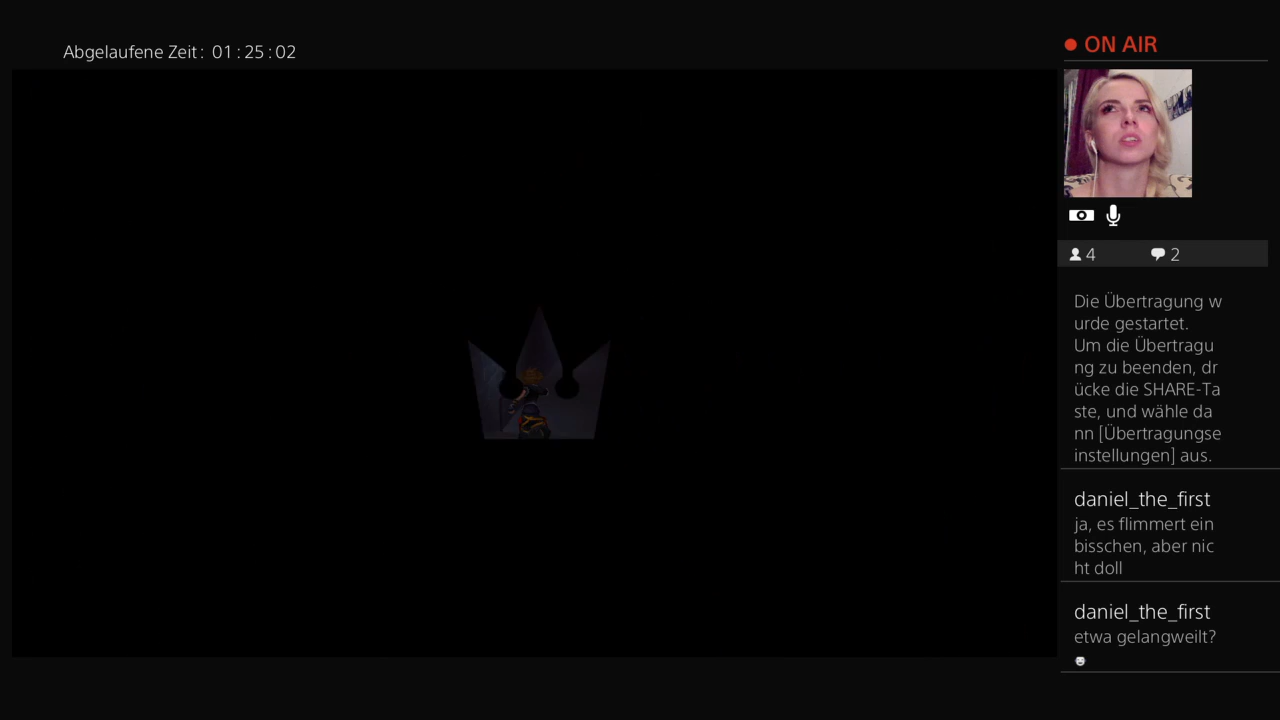 Abgelaufene Zeit: 01:25:02
ON AIR
4 2
Die Übertragung w
urde gestartet.
Um die Übertragu
ng zu beenden, dr
ücke die SHARE-Ta
ste, und wähle da
nn [Übertragungse
instellungen] aus.
daniel_the_first
ja, es flimmert ein
bisschen, aber nic
ht doll
daniel_the_first
etwa gelangweilt?